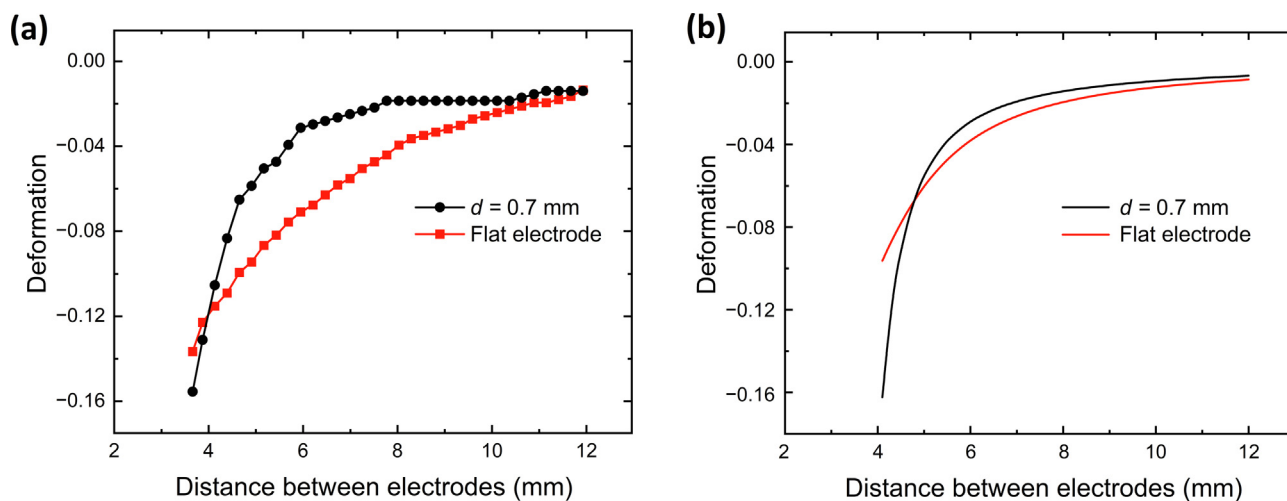 (a)
0.00
−0.04
−0.08
−0.12
−0.16
Deformation
d = 0.7 mm
Flat electrode
2 4 6 8 10 12
Distance between electrodes (mm)
(b)
0.00
−0.04
−0.08
−0.12
−0.16
Deformation
d = 0.7 mm
Flat electrode
2 4 6 8 10 12
Distance between electrodes (mm)